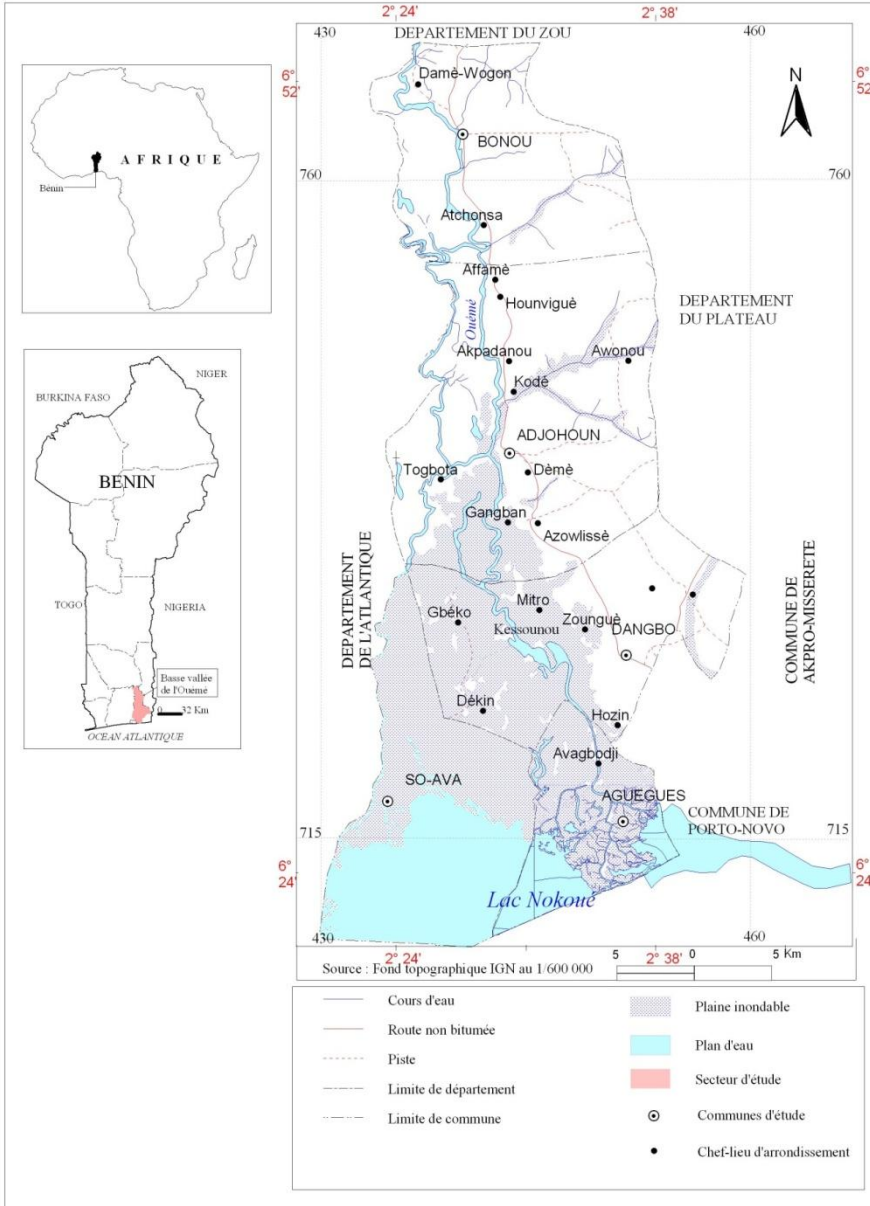 2° 24'
2° 38'
430
DEPARTEMENT DU ZOU
460
6°
52'
6°
52'
Damè-Wogon
N
BONOU
760
760
Atchonsa
Affamè
Hounviguè
Ouémé
DEPARTEMENT
DU PLATEAU
Akpadanou
Awonou
Kodé
ADJOHOUN
Togbota
Dèmè
Gangban
Azowlissè
DEPARTEMENT
DE L'ATLANTIQUE
Mitro
Gbéko
Kessounou
Zounguè
DANGBO
COMMUNE DE
AKPRO-MISSERETE
Dékin
Hozin
Avagbodji
SO-AVA
AGUEGUES
COMMUNE DE
PORTO-NOVO
715
715
6°
24'
6°
24'
Lac Nokoué
430
2° 24'
2° 38'
460
Source : Fond topographique IGN au 1/600 000
5 0 5 Km
AFRIQUE
Bénin
NIGER
BURKINA FASO
BENIN
TOGO
NIGERIA
Basse vallée
de l'Ouémé
0 32 Km
OCEAN ATLANTIQUE
Cours d'eau
Route non bitumée
Piste
Limite de département
Limite de commune
Plaine inondable
Plan d'eau
Secteur d'étude
Communes d'étude
Chef-lieu d'arrondissement